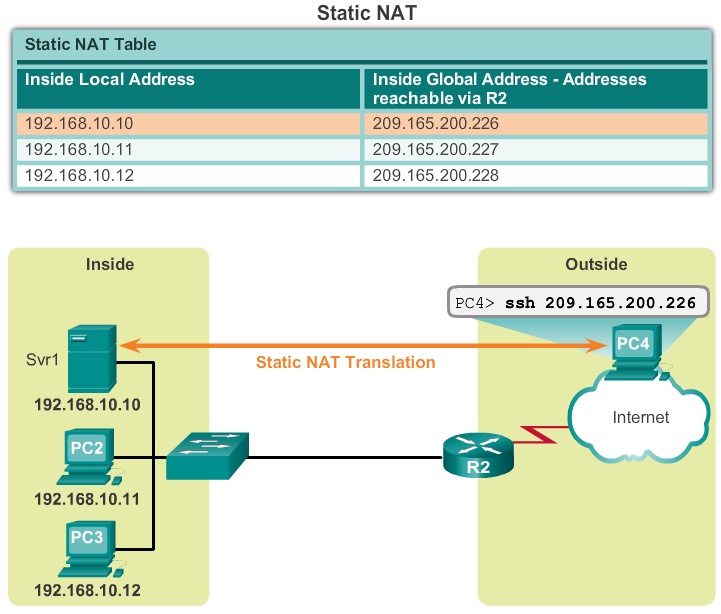 Static NAT
Static NAT Table
Inside Local Address
Inside Global Address - Addresses
reachable via R2
192.168.10.10
209.165.200.226
192.168.10.11
209.165.200.227
192.168.10.12
209.165.200.228
Inside
Outside
PC4> ssh 209.165.200.226
Svr1
PC4
Static NAT Translation
192.168.10.10
Internet
PC2
R2
192.168.10.11
PC3
192.168.10.12